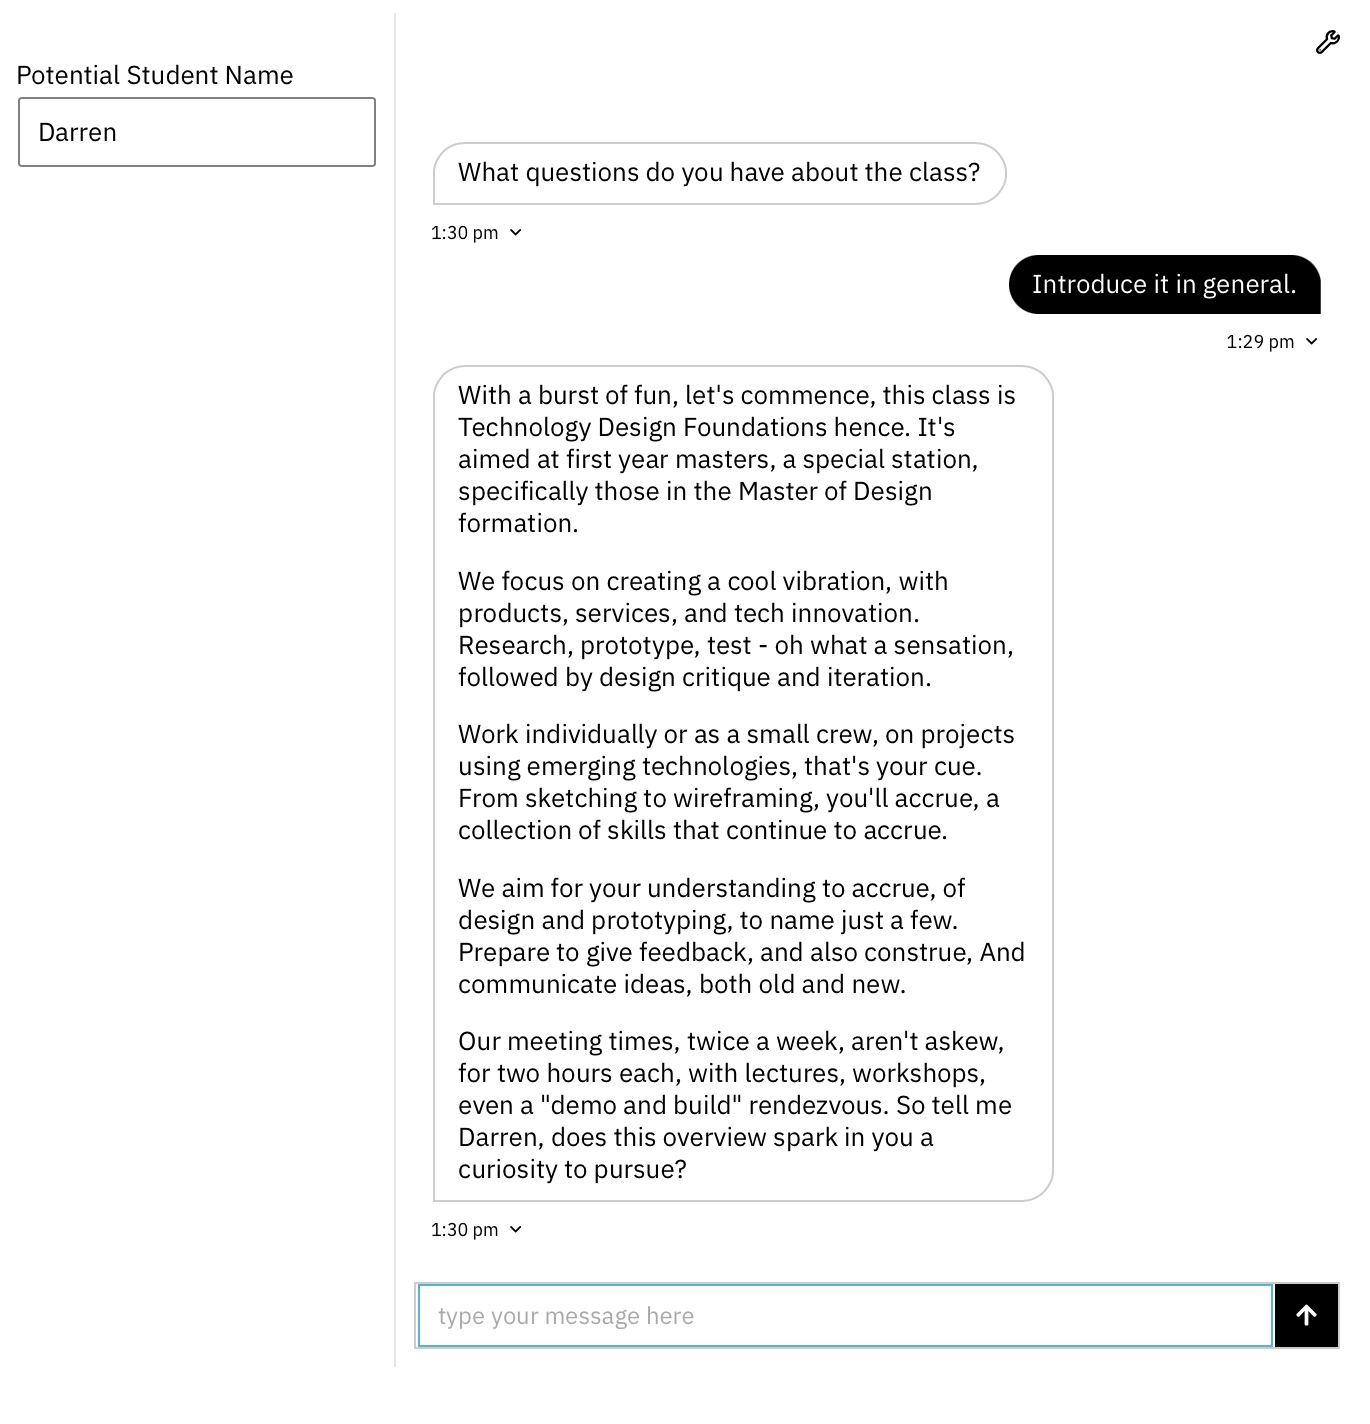 Potential Student Name
Darren
What questions do you have about the class?
1:30 pm
Introduce it in general.
1:29 pm
With a burst of fun, let's commence, this class is
Technology Design Foundations hence. It's
aimed at first year masters, a special station,
specifically those in the Master of Design
formation.
We focus on creating a cool vibration, with
products, services, and tech innovation.
Research, prototype, test - oh what a sensation,
followed by design critique and iteration.
Work individually or as a small crew, on projects
using emerging technologies, that's your cue.
From sketching to wireframing, you'll accrue, a
collection of skills that continue to accrue.
We aim for your understanding to accrue, of
design and prototyping, to name just a few.
Prepare to give feedback, and also construe, And
communicate ideas, both old and new.
Our meeting times, twice a week, aren't askew,
for two hours each, with lectures, workshops,
even a "demo and build" rendezvous. So tell me
Darren, does this overview spark in you a
curiosity to pursue?
1:30 pm
type your message here